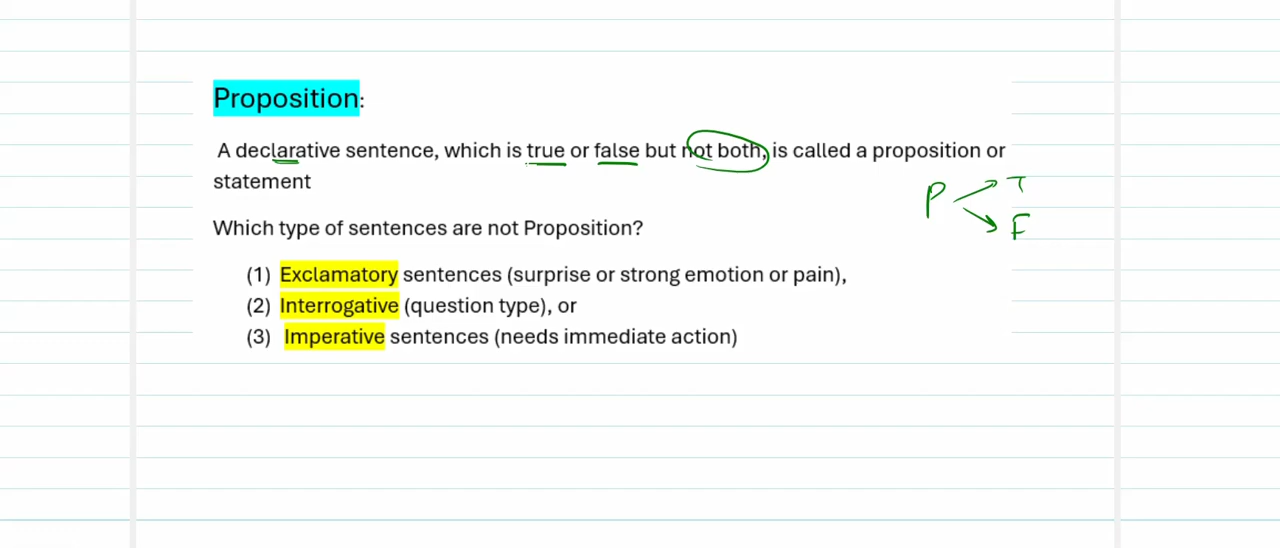 Proposition:
A declarative sentence, which is true or false but not both, is called a proposition or
statement
P T
F
Which type of sentences are not Proposition?
(1) Exclamatory sentences (surprise or strong emotion or pain),
(2) Interrogative (question type), or
(3) Imperative sentences (needs immediate action)